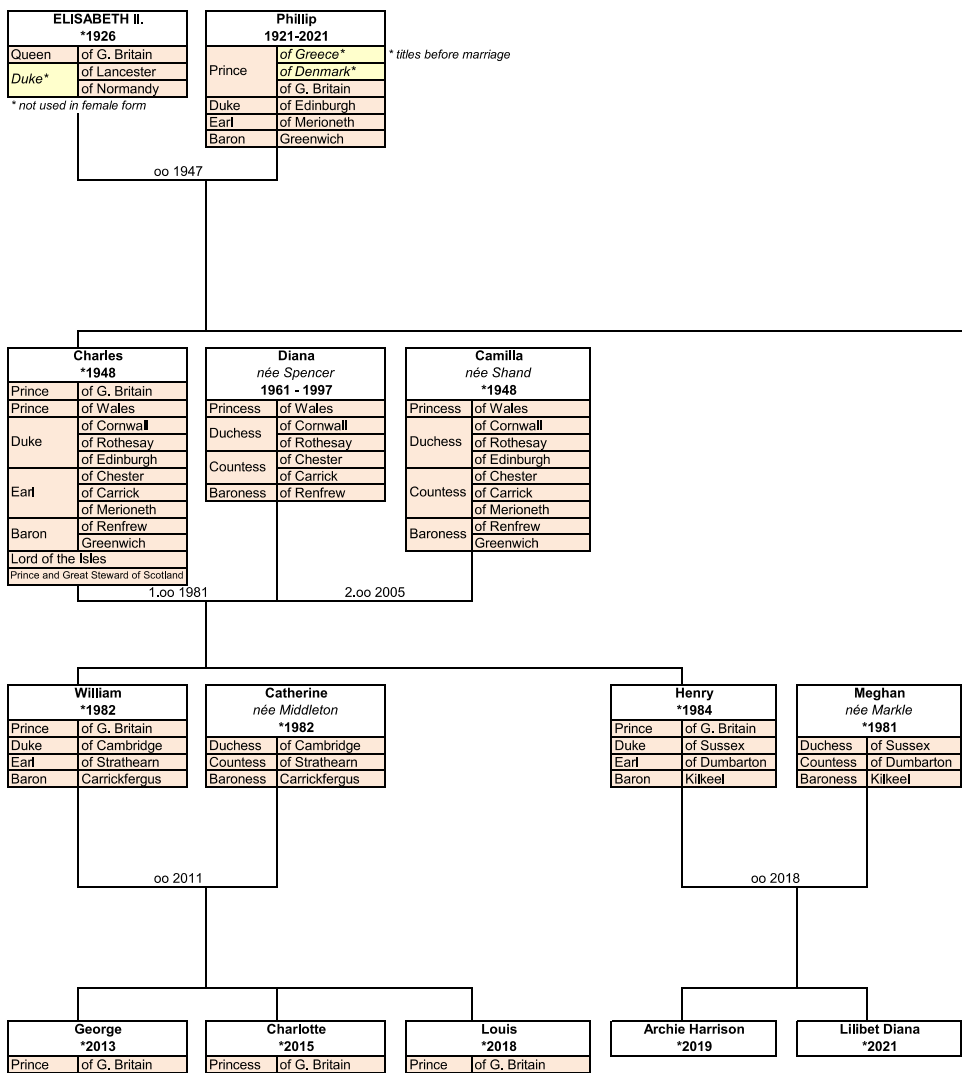 ELISABETH II.
*1926
Queen of G. Britain
Duke* of Lancester
of Normandy
* not used in female form
Phillip
1921-2021
Prince of Greece*
of Denmark*
of G. Britain
Duke of Edinburgh
Earl of Merioneth
Baron Greenwich
* titles before marriage
oo 1947
Charles
*1948
Prince of G. Britain
Prince of Wales
Duke of Cornwall
of Rothesay
of Edinburgh
Earl of Chester
of Carrick
of Merioneth
Baron of Renfrew
Greenwich
Lord of the Isles
Prince and Great Steward of Scotland
Diana
née Spencer
1961 - 1997
Princess of Wales
Duchess of Cornwall
of Rothesay
Countess of Chester
of Carrick
Baroness of Renfrew
Camilla
née Shand
*1948
Princess of Wales
Duchess of Cornwall
of Rothesay
of Edinburgh
Countess of Chester
of Carrick
of Merioneth
Baroness of Renfrew
Greenwich
1.oo 1981
2.oo 2005
William
*1982
Prince of G. Britain
Duke of Cambridge
Earl of Strathearn
Baron Carrickfergus
Catherine
née Middleton
*1982
Duchess of Cambridge
Countess of Strathearn
Baroness Carrickfergus
Henry
*1984
Prince of G. Britain
Duke of Sussex
Earl of Dumbarton
Baron Kilkeel
Meghan
née Markle
*1981
Duchess of Sussex
Countess of Dumbarton
Baroness Kilkeel
oo 2011
oo 2018
George
*2013
Prince of G. Britain
Charlotte
*2015
Princess of G. Britain
Louis
*2018
Prince of G. Britain
Archie Harrison
*2019
Lilibet Diana
*2021